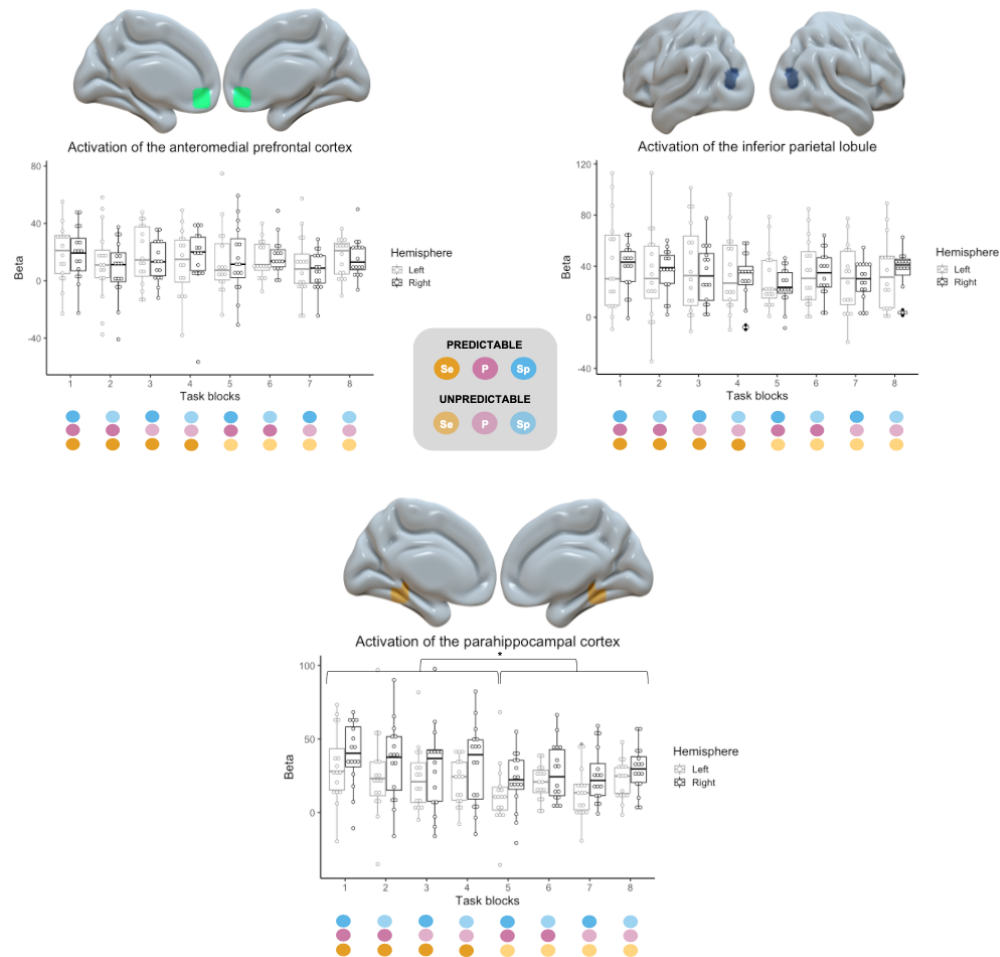 Activation of the anteromedial prefrontal cortex
80
40
0
-40
Beta
1 2 3 4 5 6 7 8
Task blocks
Hemisphere
Left
Right
Activation of the inferior parietal lobule
120
80
40
0
-40
Beta
1 2 3 4 5 6 7 8
Task blocks
Hemisphere
Left
Right
PREDICTABLE
Se P Sp
UNPREDICTABLE
Se P Sp
Activation of the parahippocampal cortex
*
100
50
0
Beta
1 2 3 4 5 6 7 8
Task blocks
Hemisphere
Left
Right